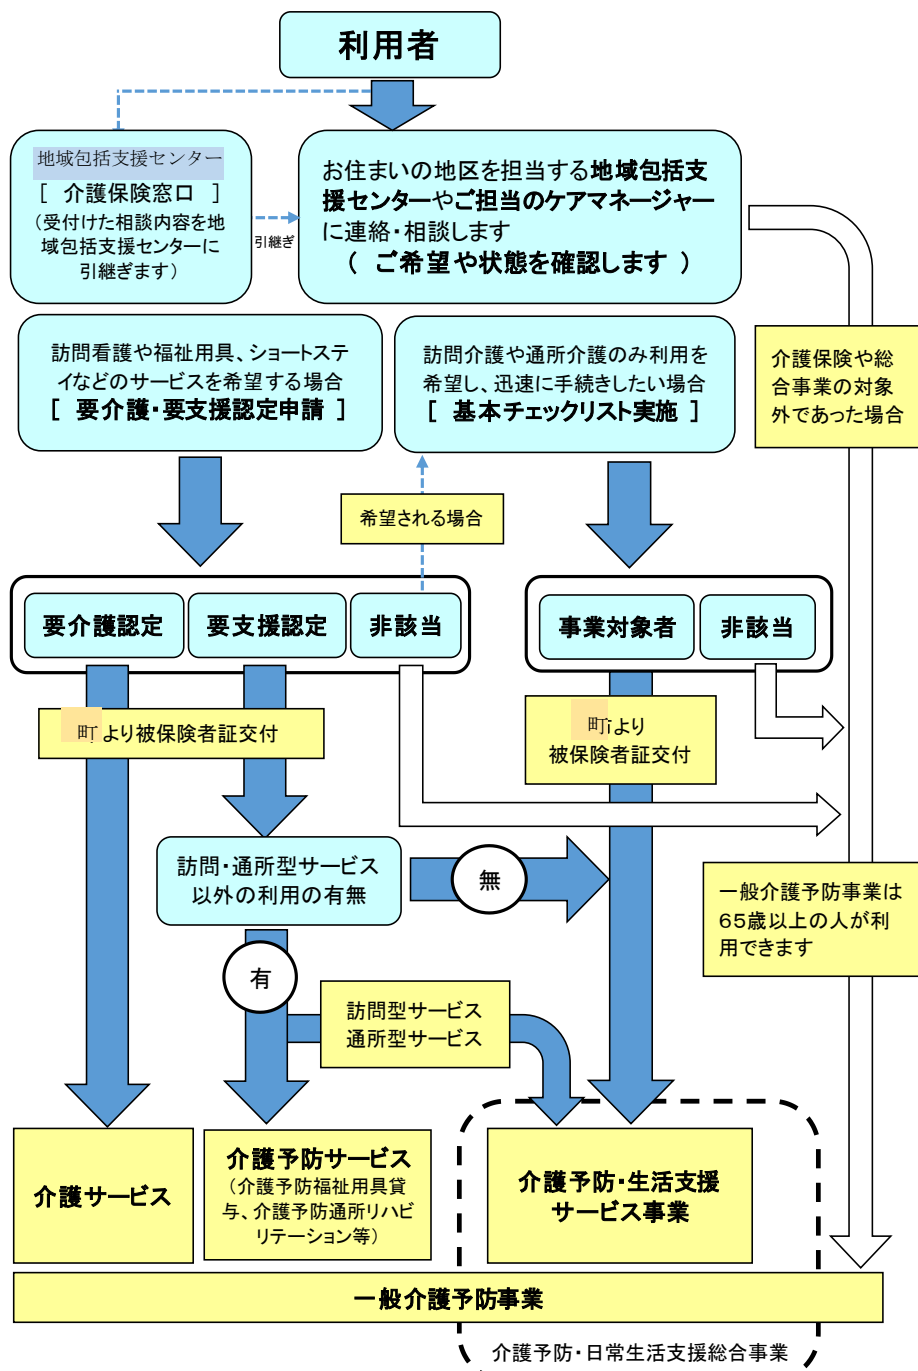 利用者
地域包括支援センター
[ 介護保険窓口 ]
(受付けた相談内容を地
域包括支援センターに
引継ぎます)
引継ぎ
お住まいの地区を担当する地域包括支
援センターやご担当のケアマネージャー
に連絡・相談します
( ご希望や状態を確認します )
訪問看護や福祉用具、ショートステ
イなどのサービスを希望する場合
[ 要介護・要支援認定申請 ]
訪問介護や通所介護のみ利用を
希望し、迅速に手続きしたい場合
[ 基本チェックリスト実施 ]
介護保険や総
合事業の対象
外であった場合
希望される場合
要介護認定
要支援認定
非該当
事業対象者
非該当
町より被保険者証交付
町より
被保険者証交付
訪問・通所型サービス
以外の利用の有無
無
有
一般介護予防事業は
65歳以上の人が利
用できます
訪問型サービス
通所型サービス
介護サービス
介護予防サービス
(介護予防福祉用具貸
与、介護予防通所リハビ
リテーション等)
介護予防・生活支援
サービス事業
一般介護予防事業
介護予防・日常生活支援総合事業